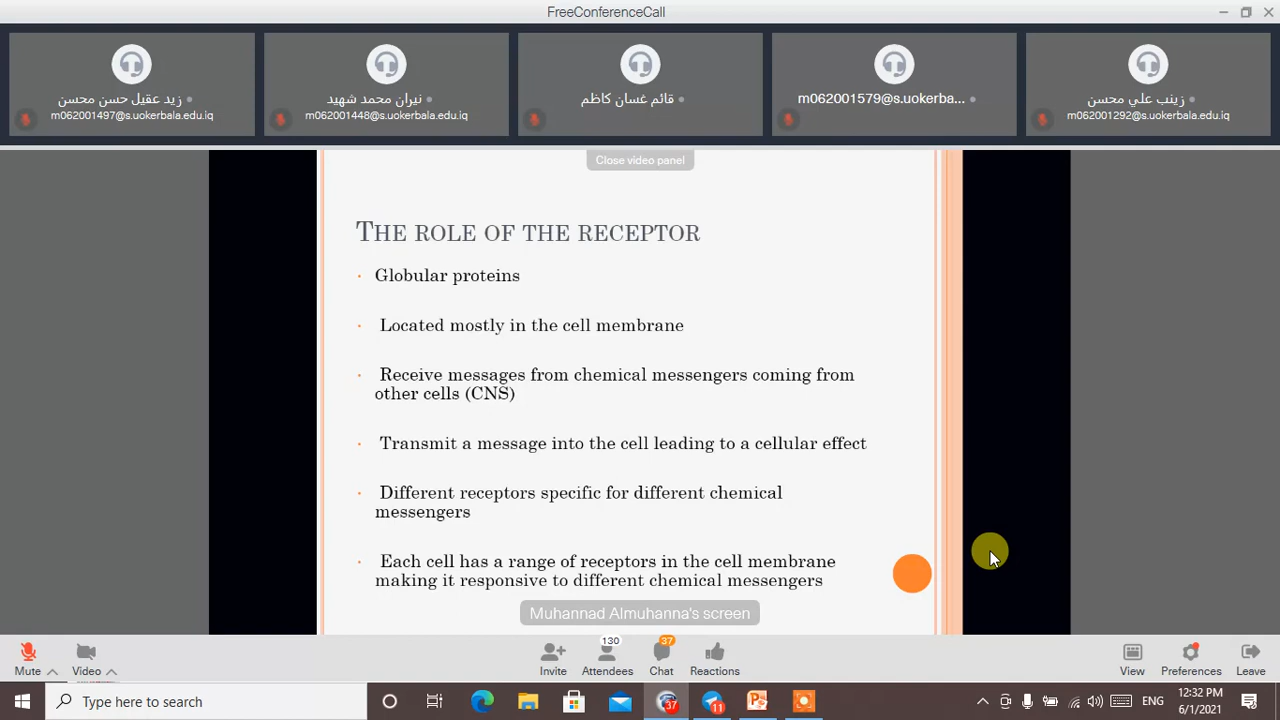 FreeConferenceCall
زيد عقيل حسن محسن
m062001497@s.uokerbala.edu.iq
نيران محمد شهيد
m062001448@s.uokerbala.edu.iq
قائم غسان كاظم
m062001579@s.uokerba...
زينب علي محسن
m062001292@s.uokerbala.edu.iq
Close video panel
THE ROLE OF THE RECEPTOR
· Globular proteins
· Located mostly in the cell membrane
· Receive messages from chemical messengers coming from
other cells (CNS)
· Transmit a message into the cell leading to a cellular effect
· Different receptors specific for different chemical
messengers
· Each cell has a range of receptors in the cell membrane
making it responsive to different chemical messengers
Muhannad Almuhanna's screen
130
37
Mute
Video
Invite
Attendees
Chat
Reactions
View
Preferences
Leave
Type here to search
37
11
ENG
12:32 PM
6/1/2021